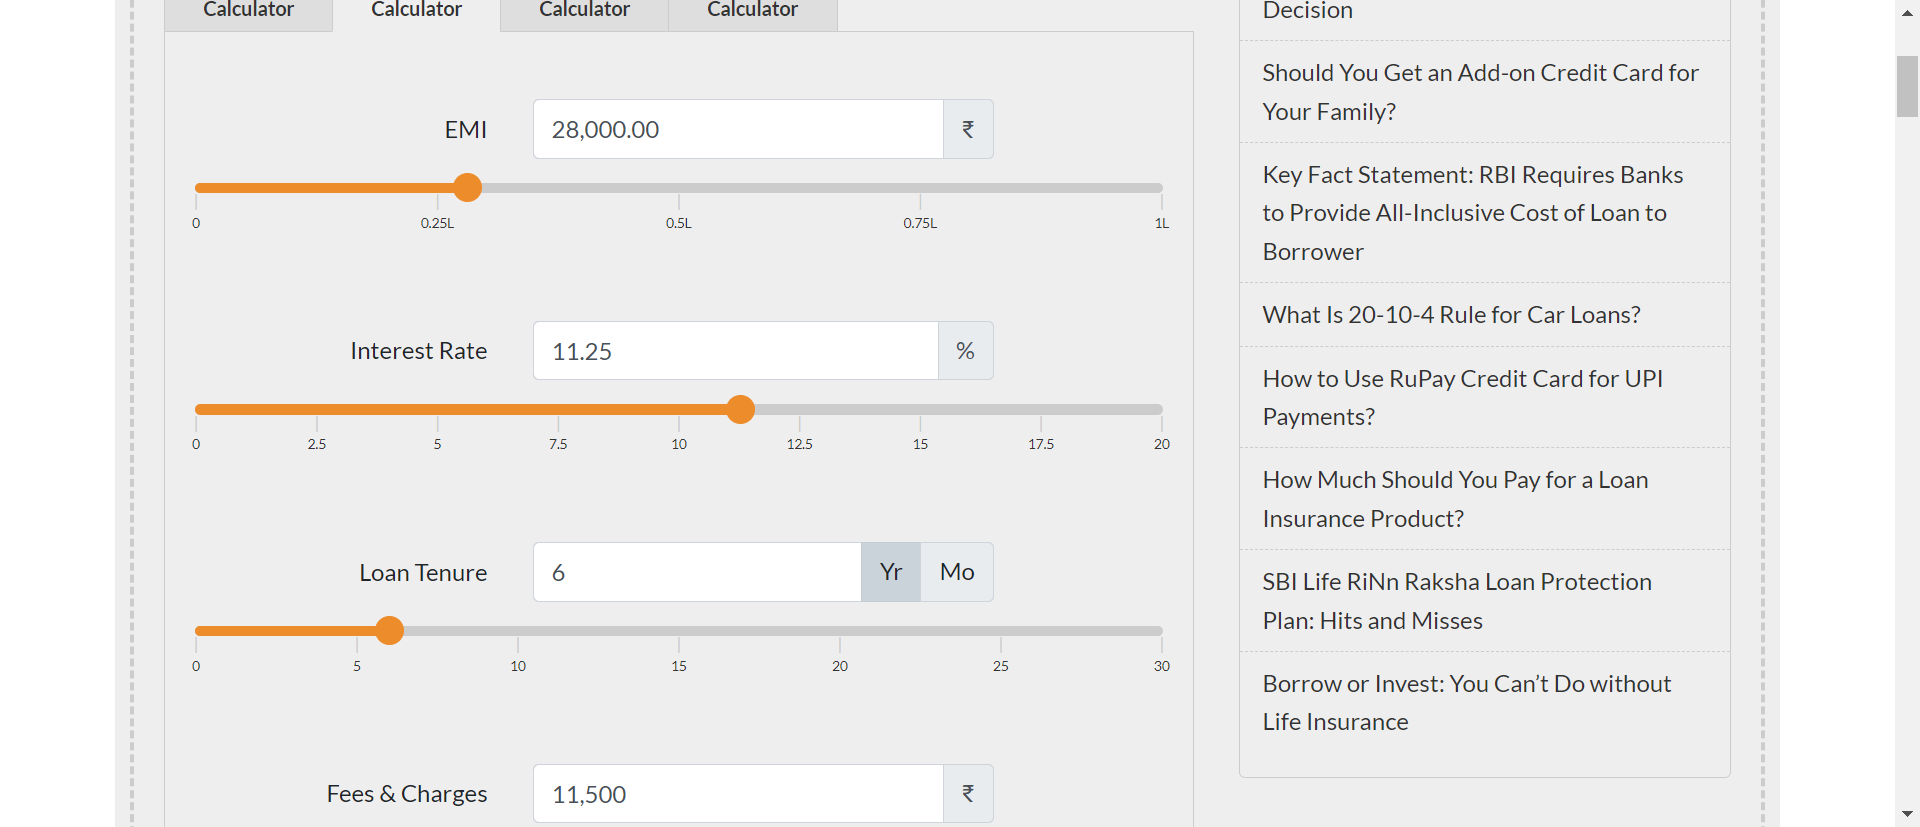 Calculator
Calculator
Calculator
Calculator
EMI
28,000.00
₹
0
0.25L
0.5L
0.75L
1L
Interest Rate
11.25
%
0
2.5
5
7.5
10
12.5
15
17.5
20
Loan Tenure
6
Yr
Mo
0
5
10
15
20
25
30
Fees & Charges
11,500
₹
Decision
Should You Get an Add-on Credit Card for
Your Family?
Key Fact Statement: RBI Requires Banks
to Provide All-Inclusive Cost of Loan to
Borrower
What Is 20-10-4 Rule for Car Loans?
How to Use RuPay Credit Card for UPI
Payments?
How Much Should You Pay for a Loan
Insurance Product?
SBI Life RiNn Raksha Loan Protection
Plan: Hits and Misses
Borrow or Invest: You Can’t Do without
Life Insurance